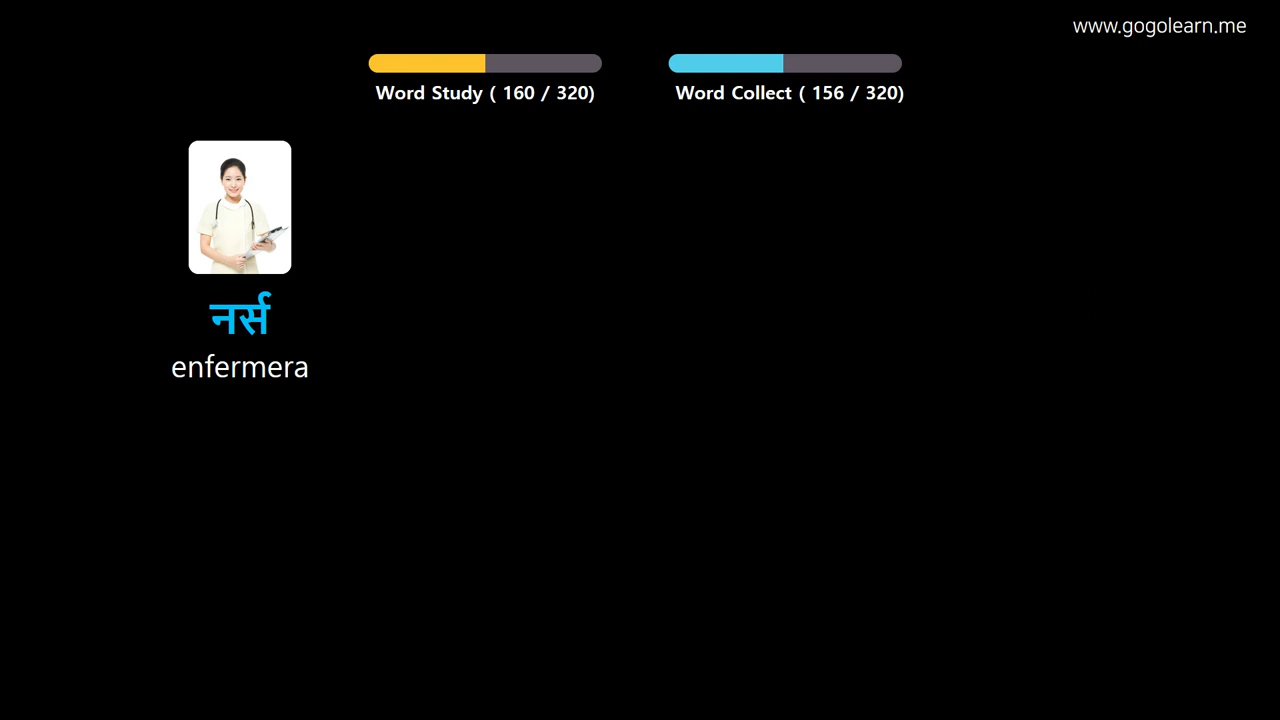 www.gogolearn.me
Word Study ( 160 / 320)
Word Collect ( 156 / 320)
नर्स
enfermera